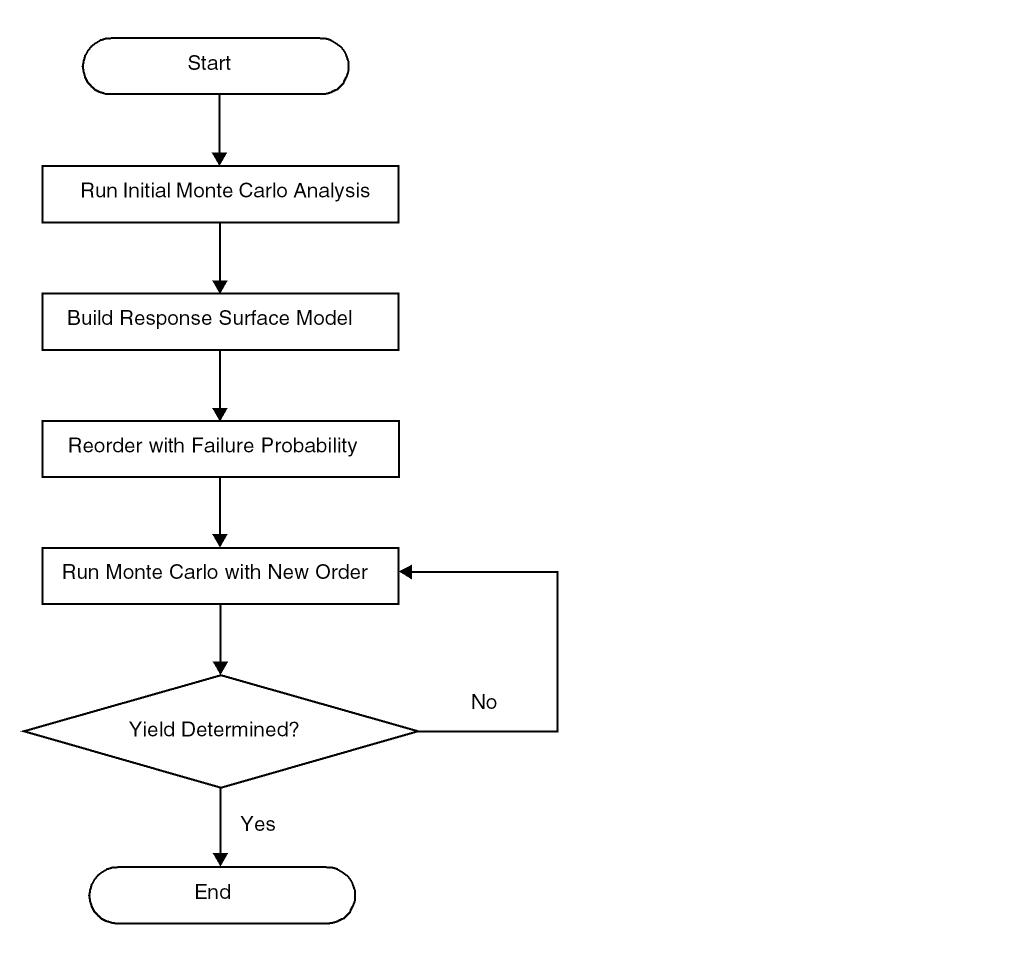 Start
Run Initial Monte Carlo Analysis
Build Response Surface Model
Reorder with Failure Probability
Run Monte Carlo with New Order
No
Yield Determined?
Yes
End